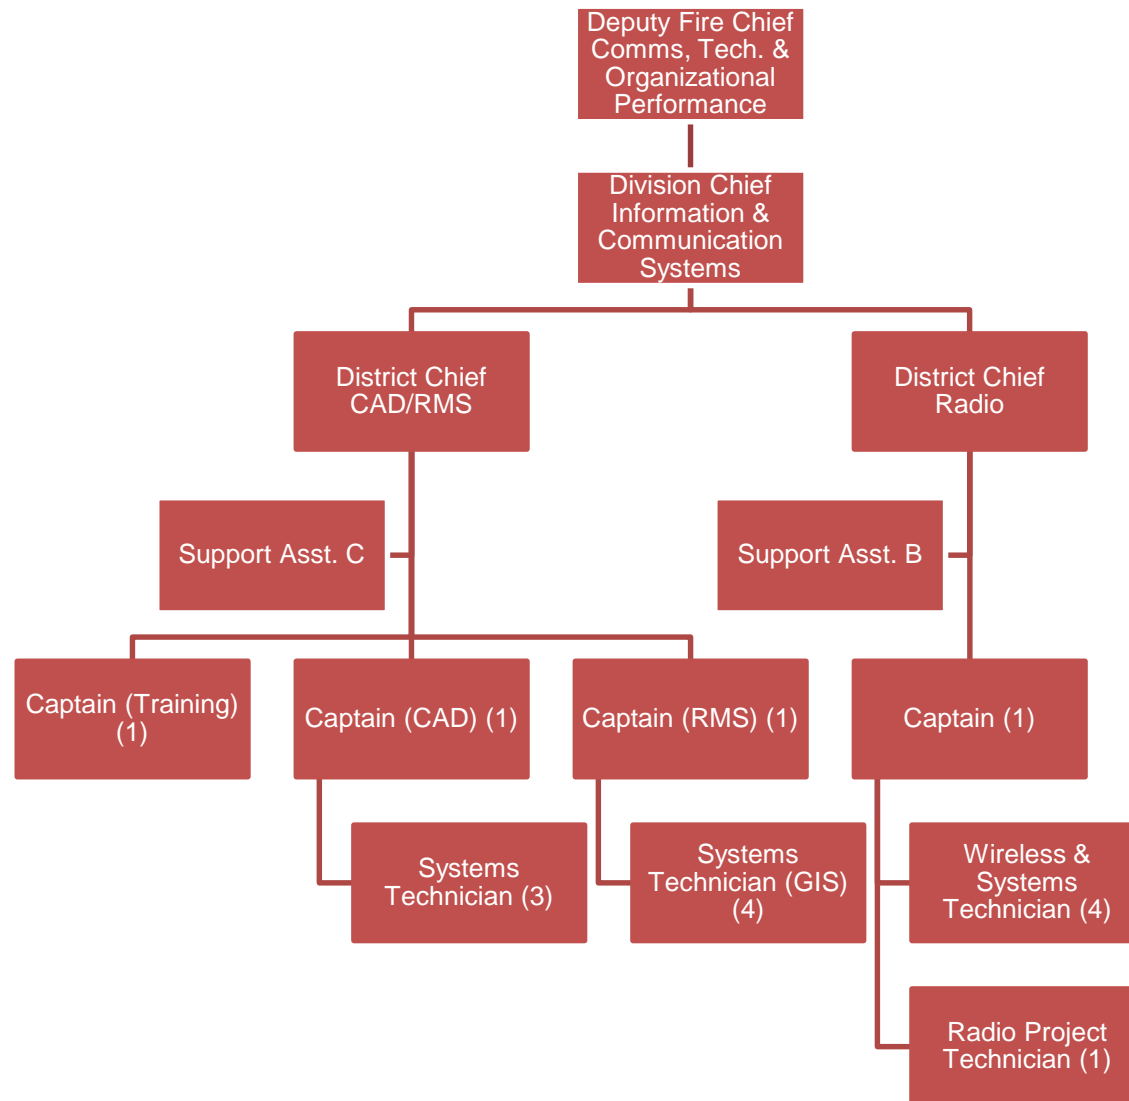 Deputy Fire Chief
Comms, Tech. &
Organizational
Performance
Division Chief
Information &
Communication
Systems
District Chief
CAD/RMS
District Chief
Radio
Support Asst. C
Support Asst. B
Captain (Training)
(1)
Captain (CAD) (1)
Captain (RMS) (1)
Captain (1)
Systems
Technician (3)
Systems
Technician (GIS)
(4)
Wireless &
Systems
Technician (4)
Radio Project
Technician (1)